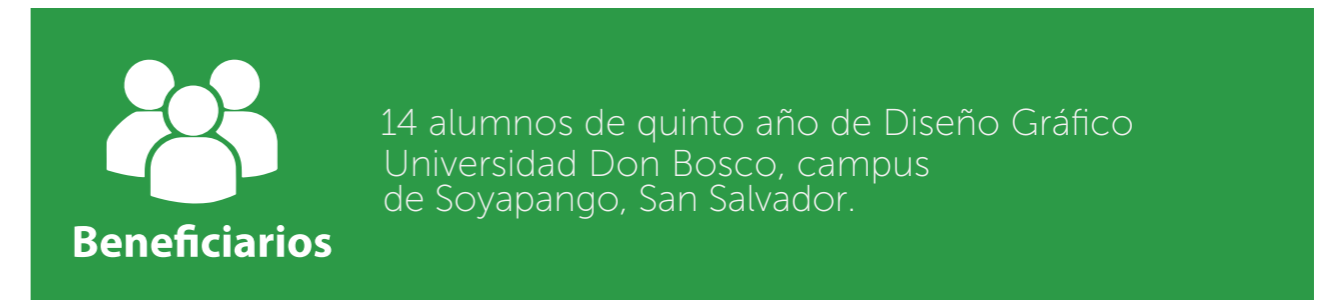 14 alumnos de quinto año de Diseño Gráfico
Universidad Don Bosco, campus
de Soyapango, San Salvador.
Beneficiarios